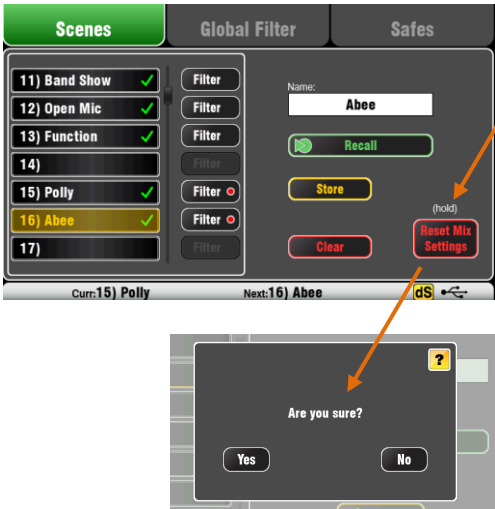 Scenes
Global Filter
Safes
11) Band Show
Filter
12) Open Mic
Filter
13) Function
Filter
14)
Filter
15) Polly
Filter
16) Abee
Filter
17)
Filter
Name:
Abee
Recall
Store
Clear
(hold)
Reset Mix
Settings
Curr:15) Polly
Next:16) Abee
dS
?
Are you sure?
Yes
No